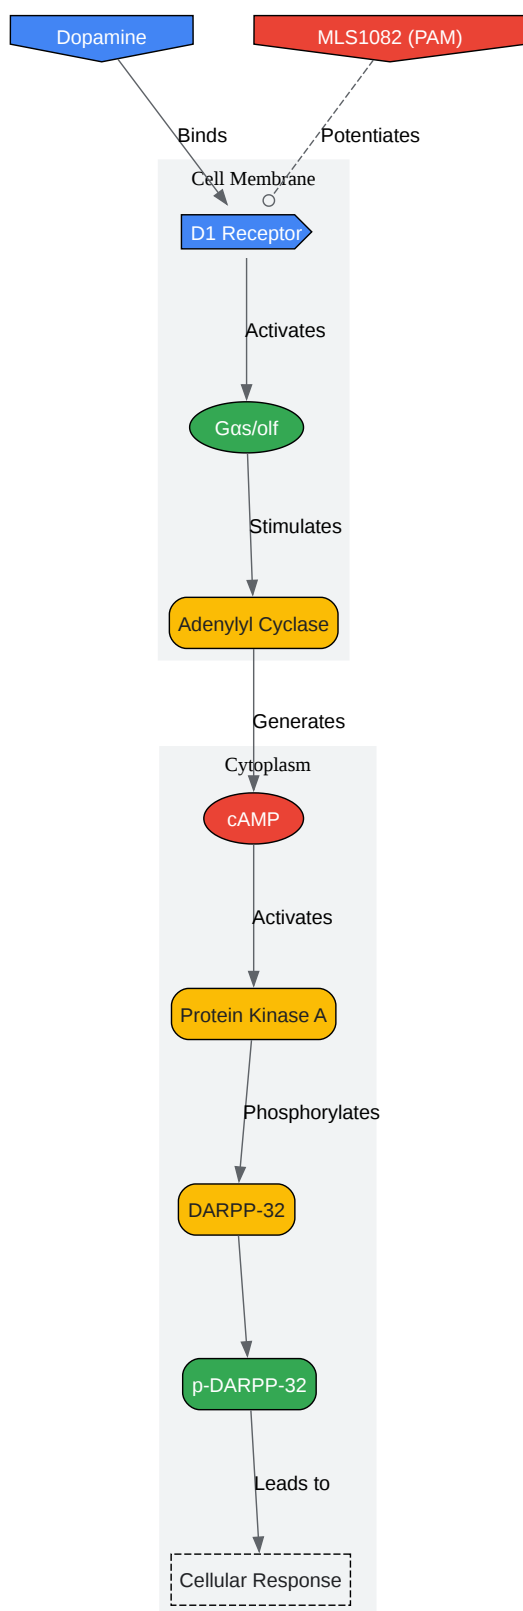 Dopamine
MLS1082 (PAM)
Binds
Potentiates
Cell Membrane
D1 Receptor
Activates
Gαs/olf
Stimulates
Adenylyl Cyclase
Generates
Cytoplasm
cAMP
Activates
Protein Kinase A
Phosphorylates
DARPP-32
p-DARPP-32
Leads to
Cellular Response